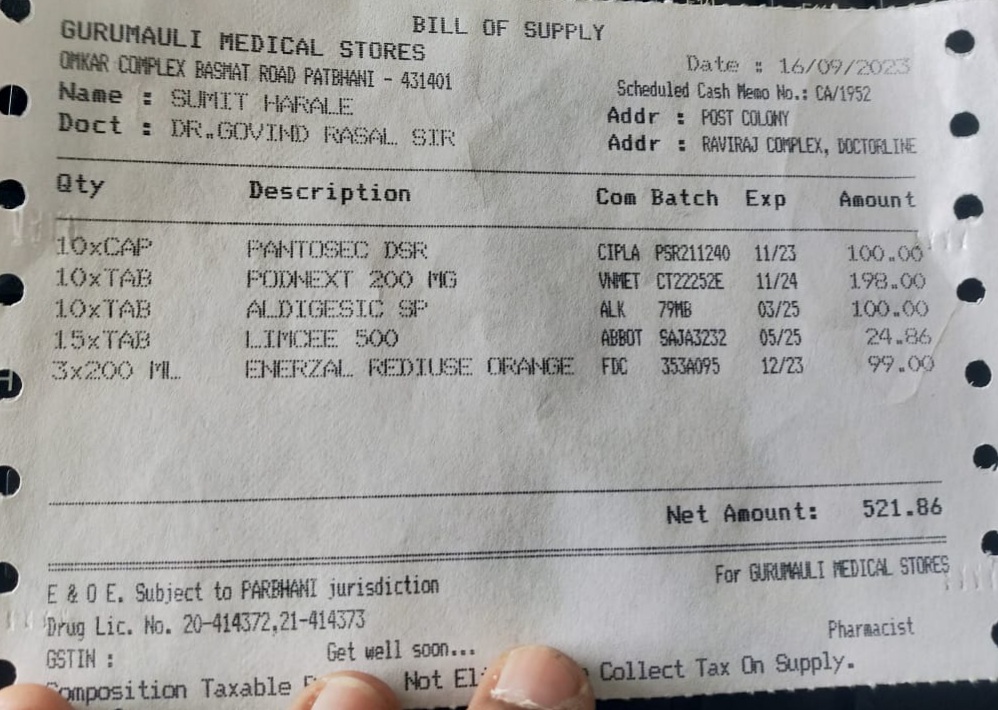 BILL OF SUPPLY
GURUMAULI MEDICAL STORES
OMKAR COMPLEX BASMAT ROAD PATBHANI - 431401
Date : 16/09/2023
Scheduled Cash Memo No.: CA/1952
Name : SUMIT HARALE Addr : POST COLONY
Doct : DR.GOVIND RASAL SIR Addr : RAVIRAJ COMPLEX, DOCTORLINE
Qty Description Com Batch Exp Amount
10xCAP PANTOSEC DSR CIPLA PSR211240 11/23 100.00
10xTAB PODNEXT 200 MG VNMET CT22252E 11/24 198.00
10xTAB ALDIGESIC SP ALK 79MB 03/25 100.00
15xTAB LIMCEE 500 ABBOT SAJA3232 05/25 24.86
3x200 ML ENERZAL REDIUSE ORANGE FDC 353A095 12/23 99.00
Net Amount: 521.86
E & O E. Subject to PARBHANI jurisdiction For GURUMAULI MEDICAL STORES
Drug Lic. No. 20-414372,21-414373
GSTIN : Get well soon... Pharmacist
Composition Taxable Not Collect Tax On Supply.